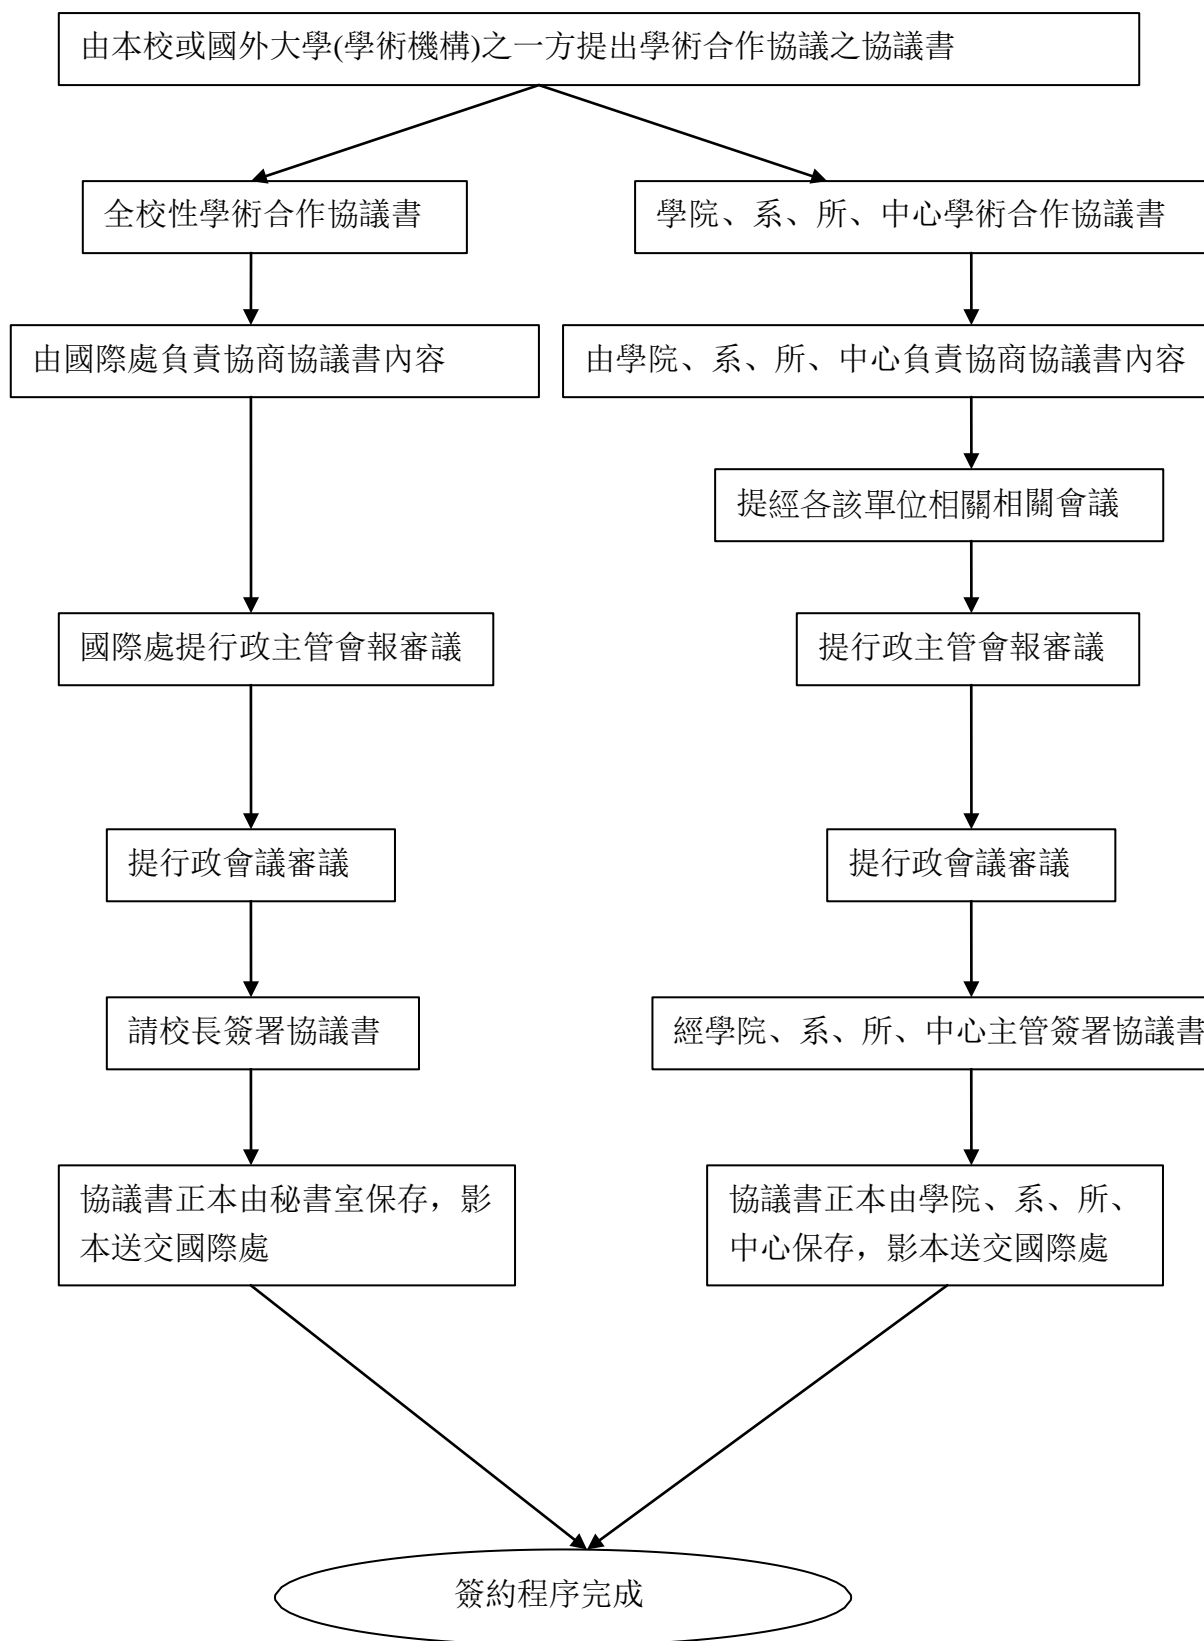 由本校或國外大學(學術機構)之一方提出學術合作協議之協議書
全校性學術合作協議書
學院、系、所、中心學術合作協議書
由國際處負責協商協議書內容
由學院、系、所、中心負責協商協議書內容
提經各該單位相關相關會議
國際處提行政主管會報審議
提行政主管會報審議
提行政會議審議
提行政會議審議
請校長簽署協議書
經學院、系、所、中心主管簽署協議書
協議書正本由秘書室保存，影
本送交國際處
協議書正本由學院、系、所、
中心保存，影本送交國際處
簽約程序完成